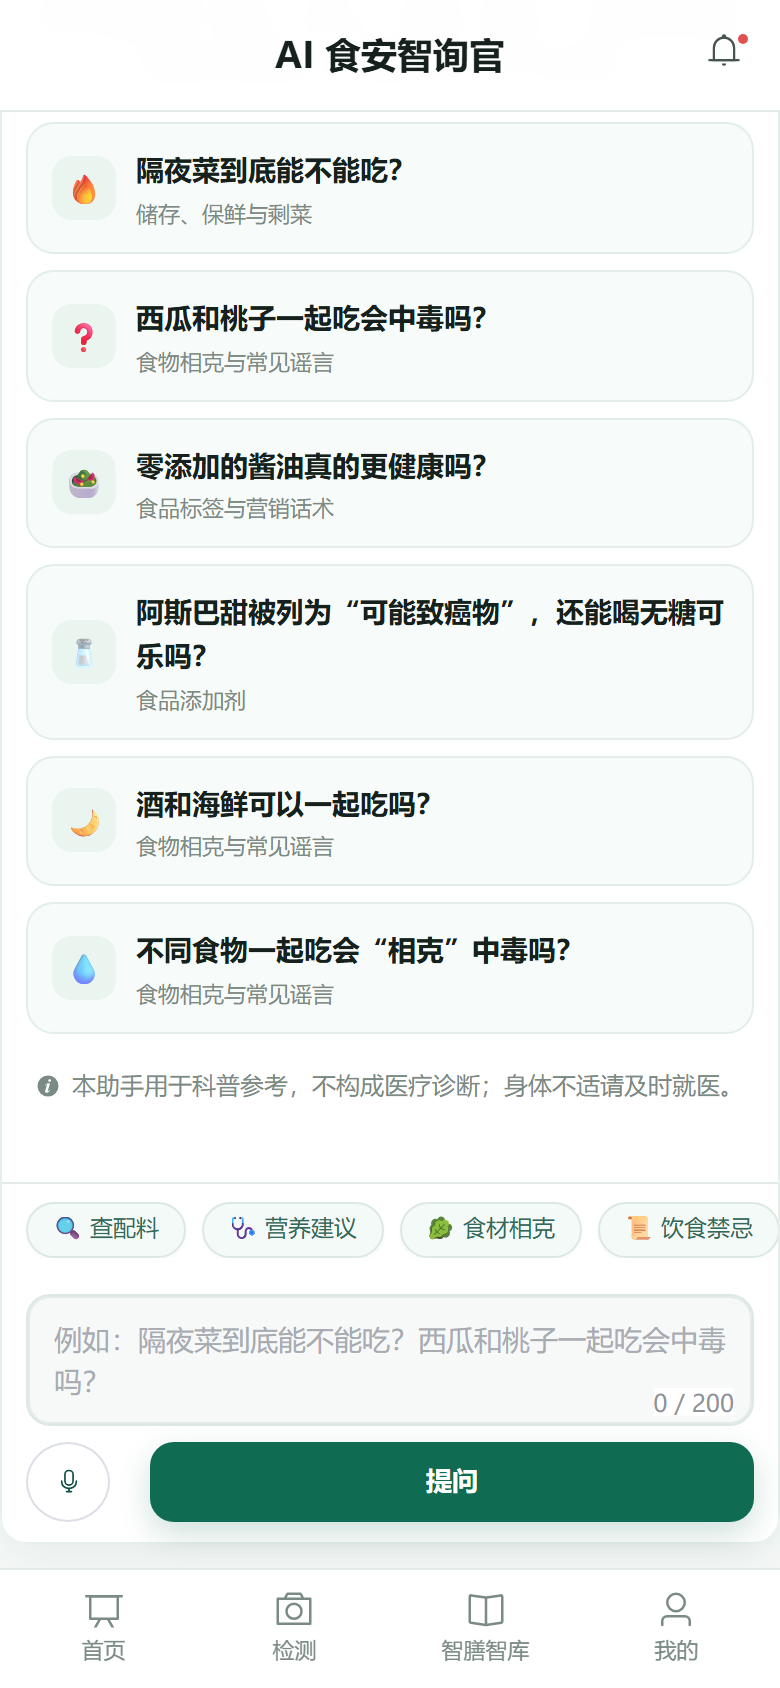 AI 食安智询官
隔夜菜到底能不能吃？
储存、保鲜与剩菜
西瓜和桃子一起吃会中毒吗？
食物相克与常见谣言
零添加的酱油真的更健康吗？
食品标签与营销话术
阿斯巴甜被列为“可能致癌物”，还能喝无糖可
乐吗？
食品添加剂
酒和海鲜可以一起吃吗？
食物相克与常见谣言
不同食物一起吃会“相克”中毒吗？
食物相克与常见谣言
本助手用于科普参考，不构成医疗诊断；身体不适请及时就医。
查配料 营养建议 食材相克 饮食禁忌
例如：隔夜菜到底能不能吃？西瓜和桃子一起吃会中毒
吗？
0 / 200
提问
首页 检测 智膳智库 我的